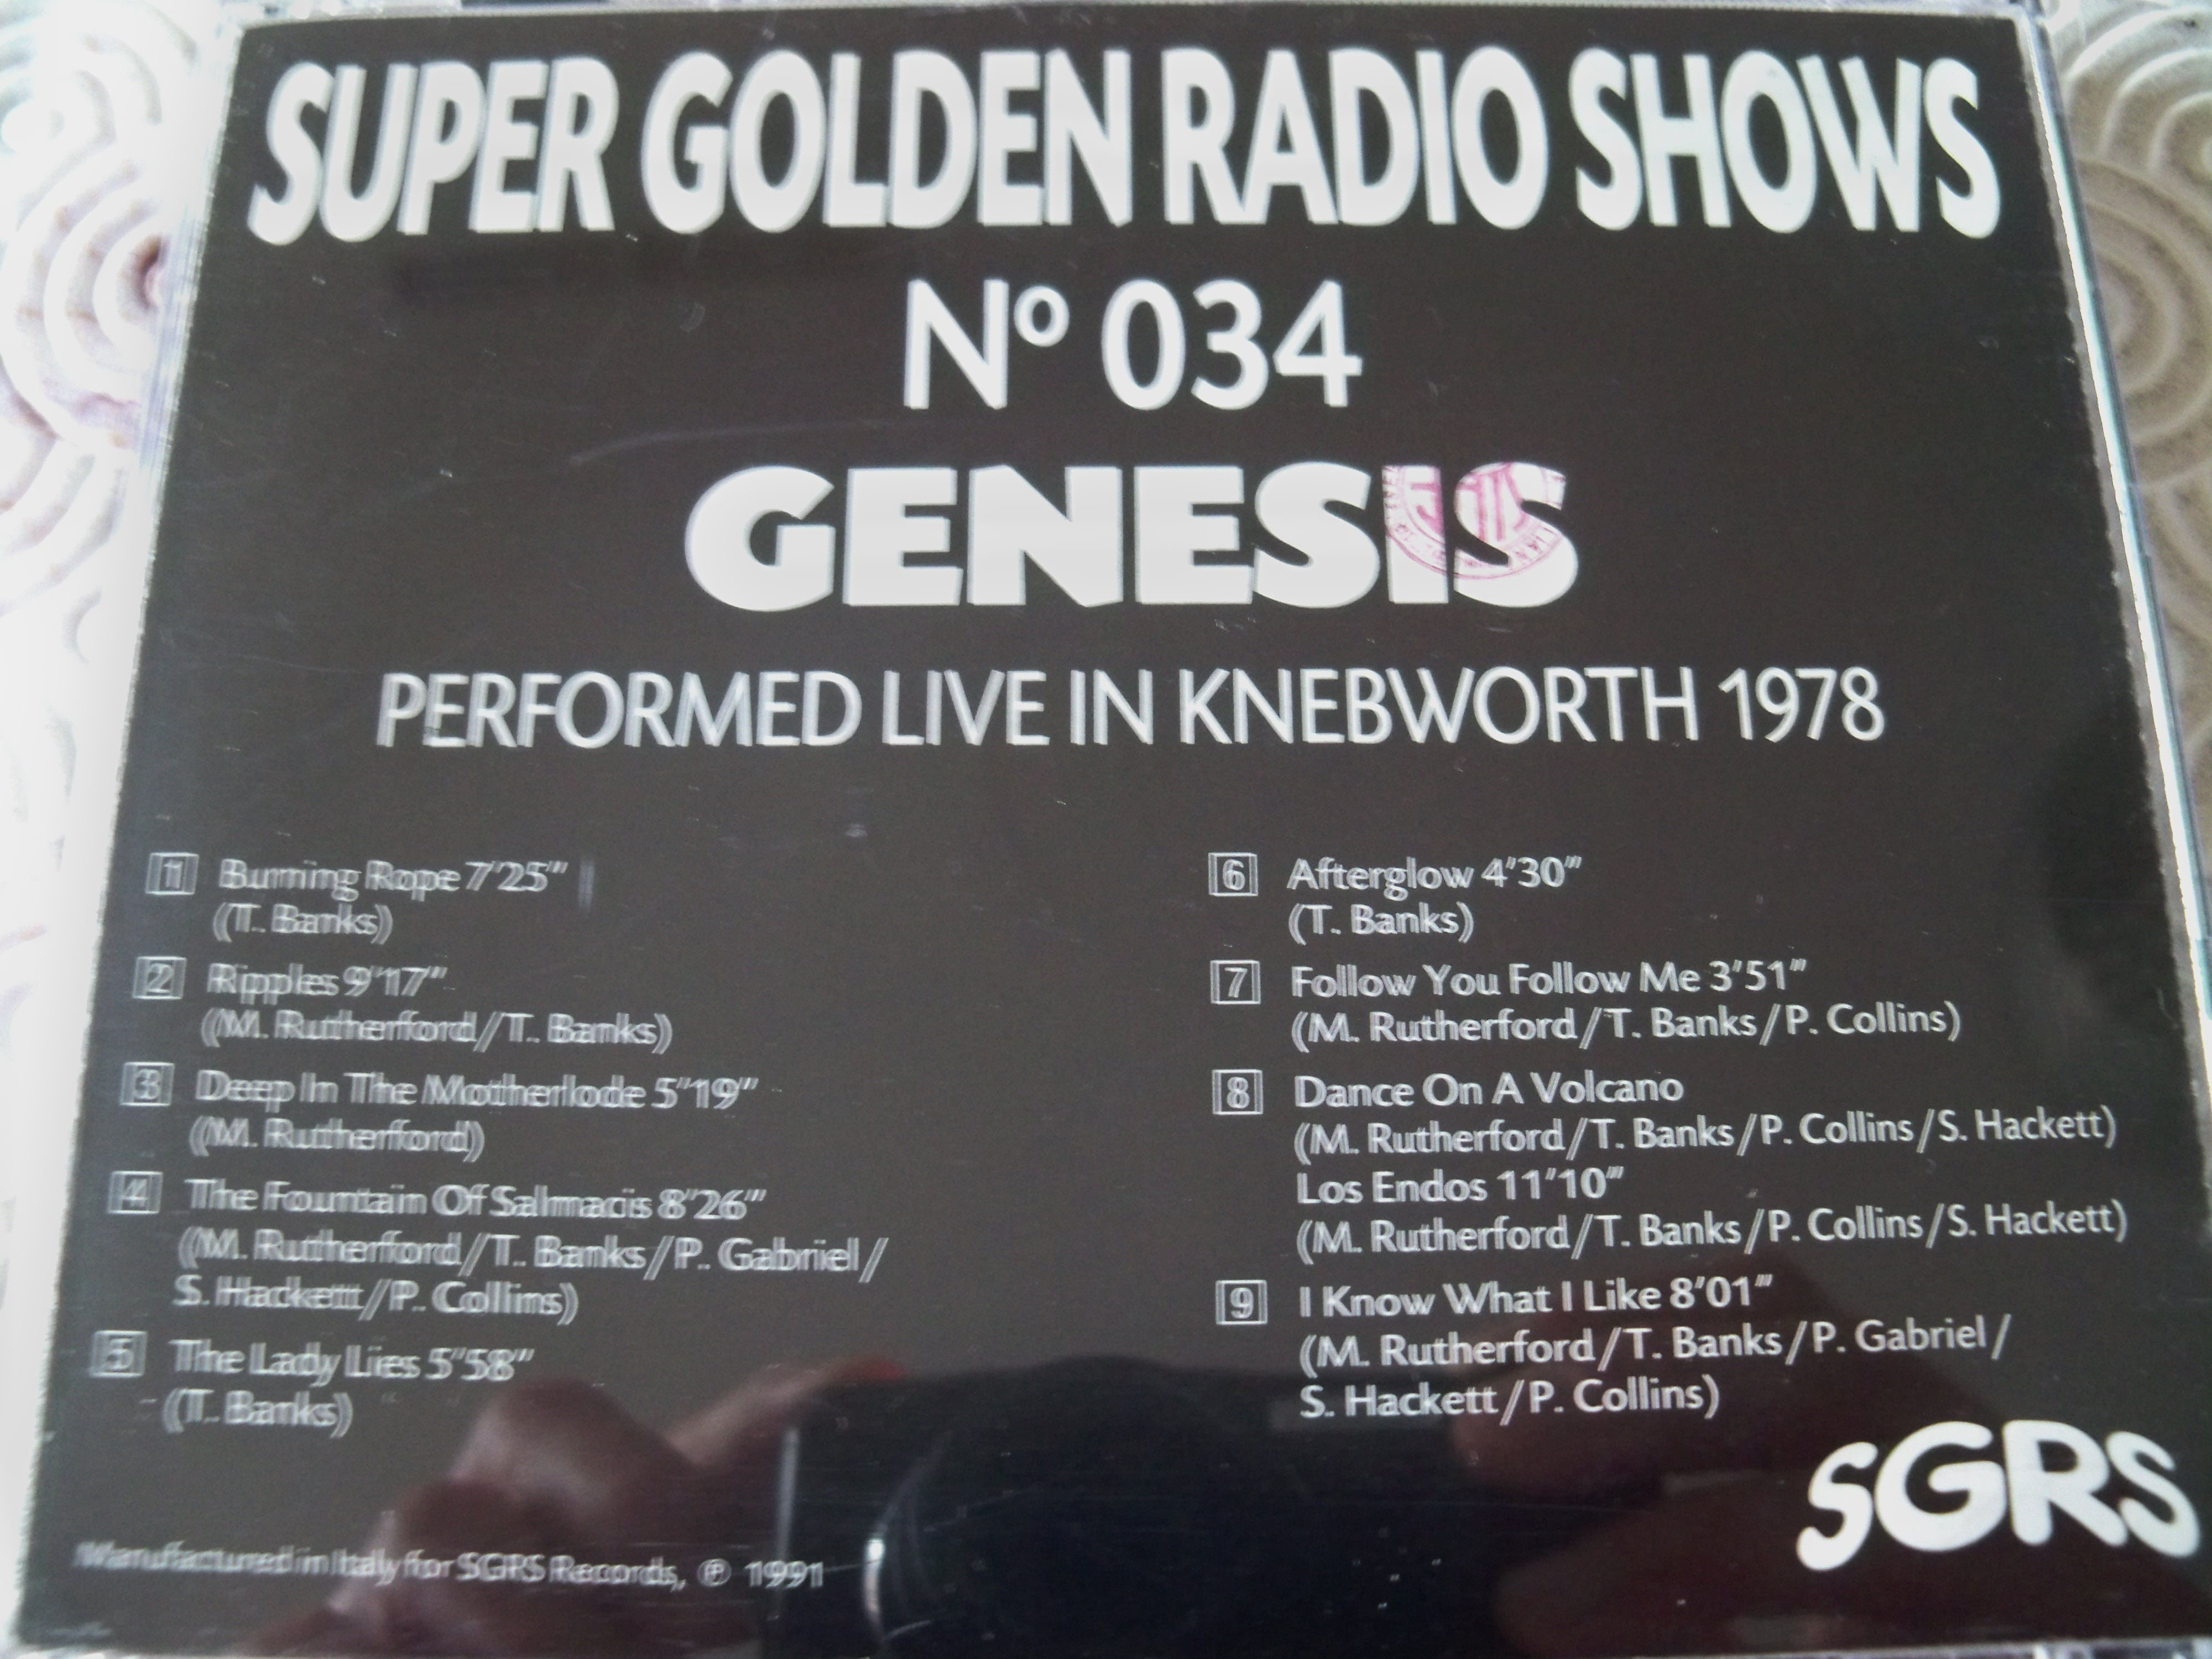 SUPER GOLDEN RADIO SHOWS
Nº 034
GENESIS
PERFORMED LIVE IN KNEBWORTH 1978
1 Burning Rope 7'25"
(T. Banks)
2 Ripples 9'17"
(M. Rutherford/T. Banks)
3 Deep In The Motherlode 5'19"
(M. Rutherford)
4 The Fountain Of Salmacis 8'26"
(M. Rutherford/T. Banks/P. Gabriel/
S. Hackett/P. Collins)
5 The Lady Lies 5'58"
(T. Banks)
6 Afterglow 4'30"
(T. Banks)
7 Follow You Follow Me 3'51"
(M. Rutherford/T. Banks/P. Collins)
8 Dance On A Volcano
(M. Rutherford/T. Banks/P. Collins/S. Hackett)
Los Endos 11'10"
(M. Rutherford/T. Banks/P. Collins/S. Hackett)
9 I Know What I Like 8'01"
(M. Rutherford/T. Banks/P. Gabriel/
S. Hackett/P. Collins)
SGRS
Manufactured in Italy for SGRS Records, ℗ 1991